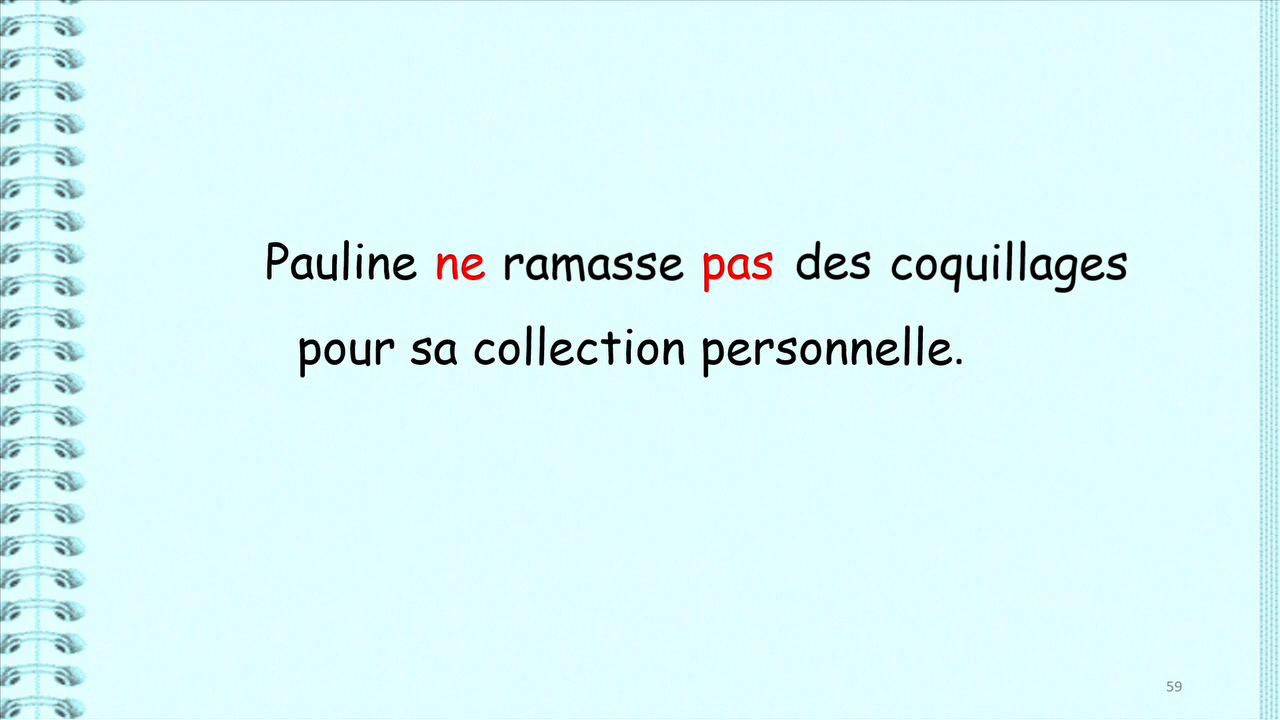 Pauline ne ramasse pas des coquillages
pour sa collection personnelle.
59